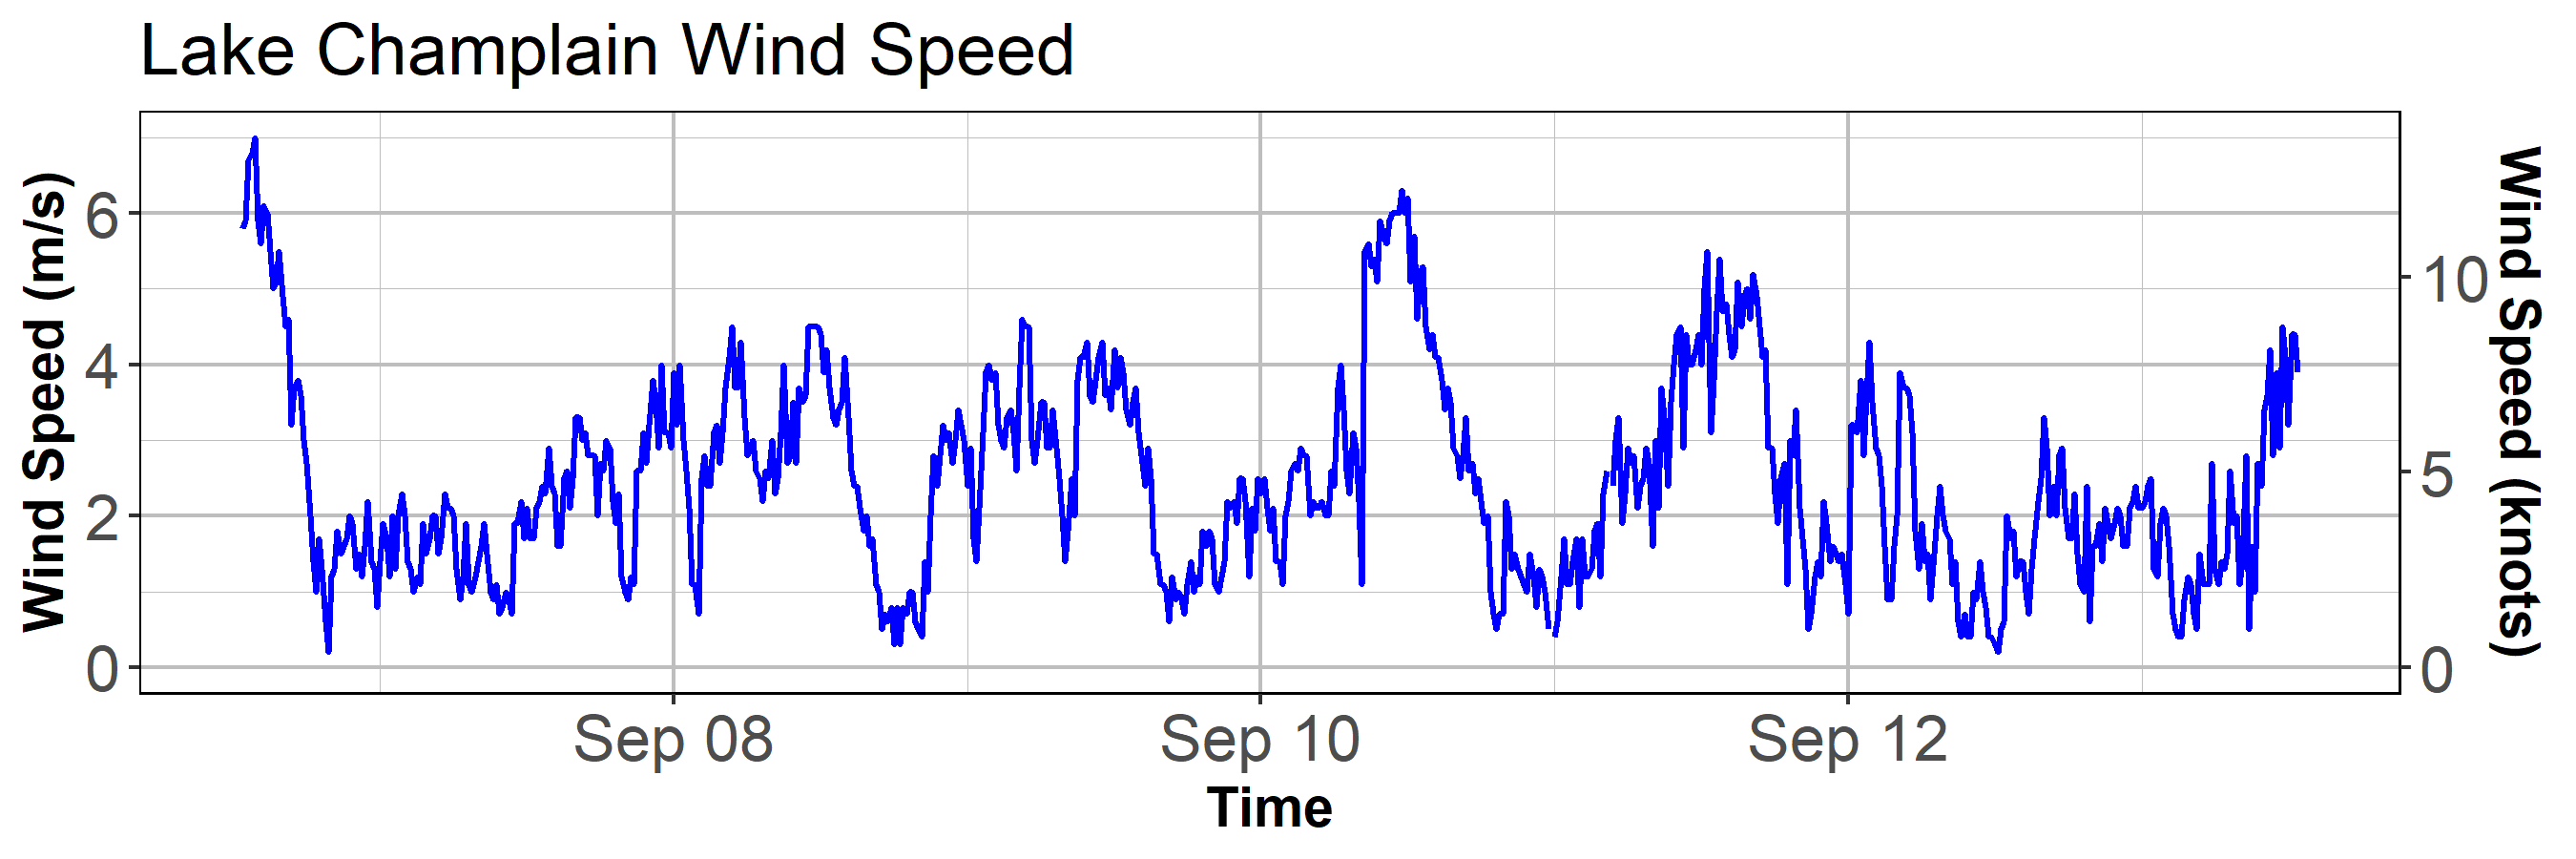 Lake Champlain Wind Speed
Wind Speed (m/s)
6
4
2
0
10
5
0
Wind Speed (knots)
Sep 08
Sep 10
Sep 12
Time